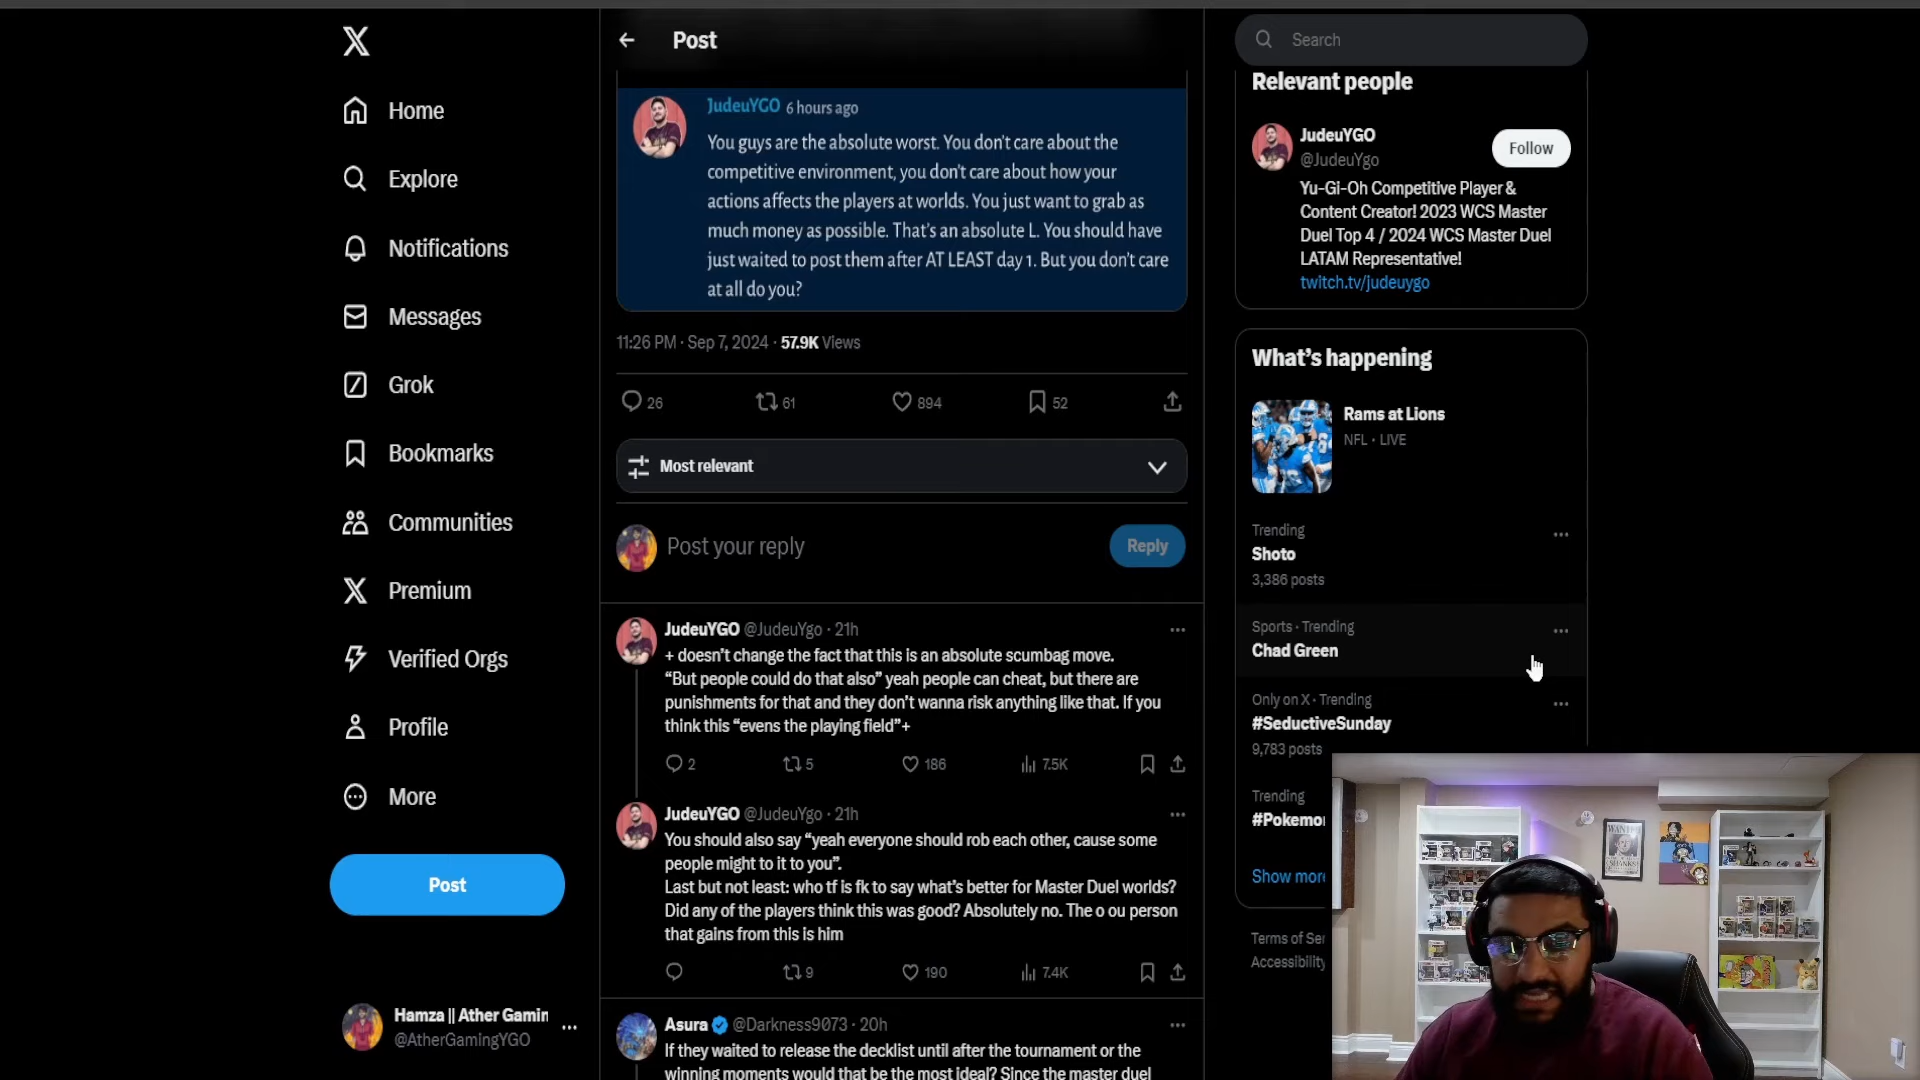 Home
Explore
Notifications
Messages
Grok
Bookmarks
Communities
Premium
Verified Orgs
Profile
More
Post
Hamza || Ather Gamin
@AtherGamingYGO
Post
JudeuYGO 6 hours ago
You guys are the absolute worst. You don't care about the
competitive environment, you don't care about how your
actions affects the players at worlds. You just want to grab as
much money as possible. That's an absolute L. You should have
just waited to post them after AT LEAST day 1. But you don't care
at all do you?
11:26 PM · Sep 7, 2024 · 57.9K Views
26 61 894 52
Most relevant
Post your reply
Reply
JudeuYGO @JudeuYgo · 21h
+ doesn't change the fact that this is an absolute scumbag move.
"But people could do that also" yeah people can cheat, but there are
punishments for that and they don't wanna risk anything like that. If you
think this "evens the playing field"+
2 5 186 7.5K
JudeuYGO @JudeuYgo · 21h
You should also say "yeah everyone should rob each other, cause some
people might to it to you".
Last but not least: who tf is fk to say what's better for Master Duel worlds?
Did any of the players think this was good? Absolutely no. The o ou person
that gains from this is him
9 190 7.4K
Asura @Darkness9073 · 20h
If they waited to release the decklist until after the tournament or the
winning moments would that be the most ideal? Since the master duel
Search
Relevant people
JudeuYGO
@JudeuYgo
Follow
Yu-Gi-Oh Competitive Player &
Content Creator! 2023 WCS Master
Duel Top 4 / 2024 WCS Master Duel
LATAM Representative!
twitch.tv/judeuygo
What's happening
Rams at Lions
NFL · LIVE
Trending
Shoto
3,386 posts
Sports · Trending
Chad Green
Only on X · Trending
#SeductiveSunday
9,783 posts
Trending
#Pokemo
Show more
Terms of Ser
Accessibility
WANTED